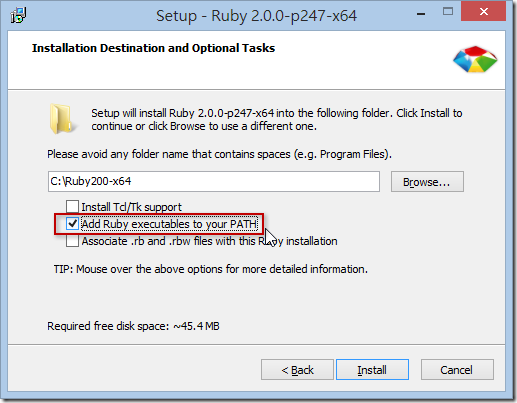 Setup - Ruby 2.0.0-p247-x64
Installation Destination and Optional Tasks
Setup will install Ruby 2.0.0-p247-x64 into the following folder. Click Install to
continue or click Browse to use a different one.
Please avoid any folder name that contains spaces (e.g. Program Files).
C:\Ruby200-x64
Browse...
Install Tcl/Tk support
Add Ruby executables to your PATH
Associate .rb and .rbw files with this Ruby installation
TIP: Mouse over the above options for more detailed information.
Required free disk space: ~45.4 MB
< Back
Install
Cancel